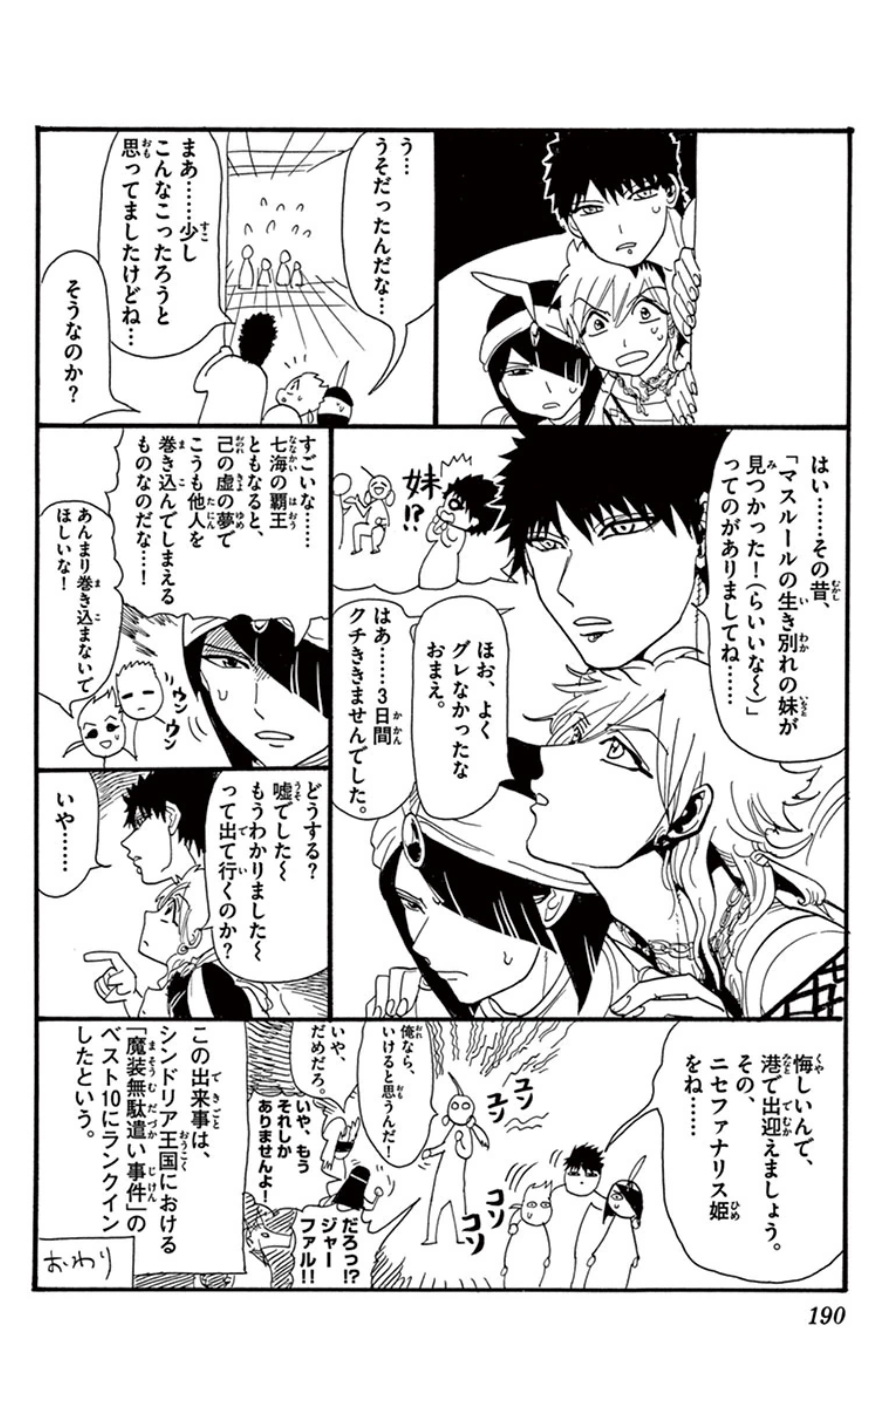 う…
うそだったんだな…
まあ……少し
こんなこったろうと
思ってましたけどね…
そうなのか？
はい……その昔、
「マスルールの生き別れの妹が
見つかった！(らいいな～)」
ってのがありましてね……
妹
!?
ほお、よく
グレなかったな
おまえ。
はあ……3日間
クチききませんでした。
すごいな……
七海の覇王
ともなると、
己の虚の夢で
こうも他人を
巻き込んでしまえる
ものなのだな…！
あんまり巻き込まないで
ほしいな！
ウンウン
どうする？
嘘でした～
もうわかりました～
って出て行くのか？
いや……
悔しいんで、
港で出迎えましょう。
その、
ニセファナリス姫
をね……
ユンユン
コソコソ
俺なら、
いけると思うんだ！
いや、
だめだろ。
いや、もう
それしか
ありませんよ！
だろっ!?
ジャー
ファル!!
この出来事は、
シンドリア王国における
「魔装無駄遣い事件」の
ベスト10にランクイン
したという。
おわり
190